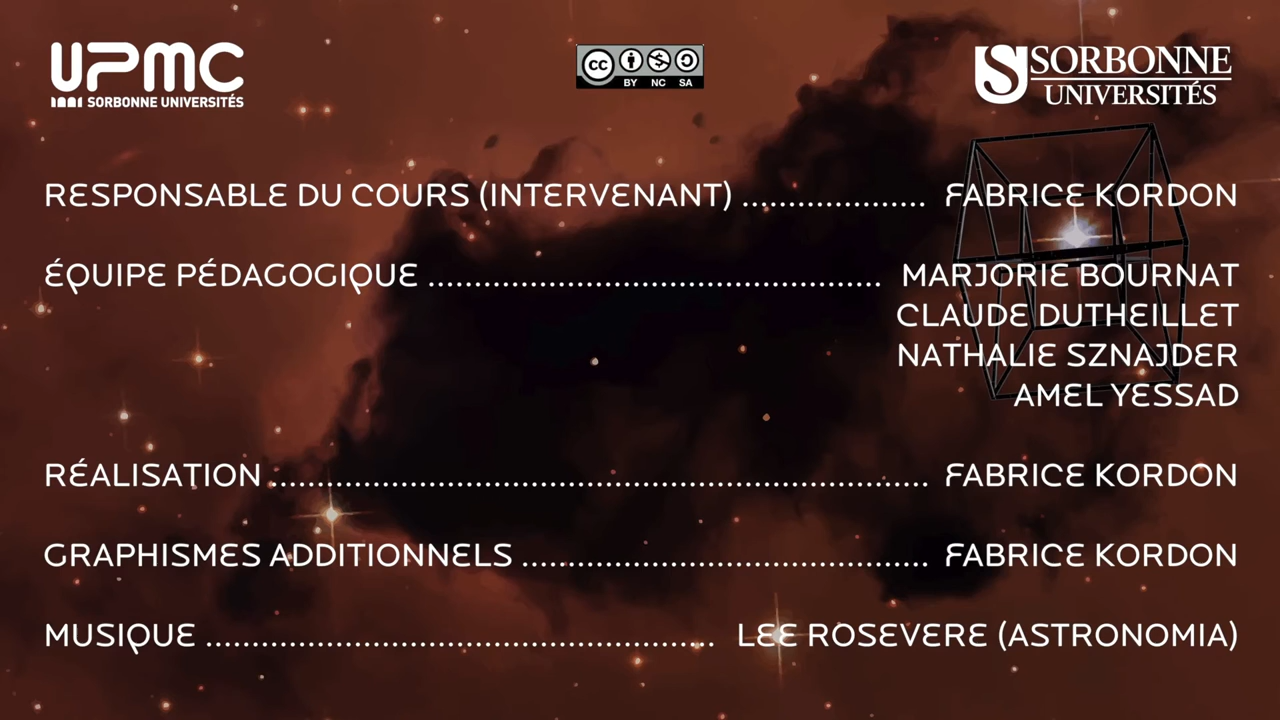 UPMC
SORBONNE UNIVERSITÉS
cc
BY NC SA
SORBONNE
UNIVERSITÉS
RESPONSABLE DU COURS (INTERVENANT) .................... FABRICE KORDON
ÉQUIPE PÉDAGOGIQUE ................................................. MARJORIE BOURNAT
CLAUDE DUTHEILLET
NATHALIE SZNAJDER
AMEL YESSAD
RÉALISATION ....................................................................... FABRICE KORDON
GRAPHISMES ADDITIONNELS ............................................ FABRICE KORDON
MUSIQUE ....................................................... LEE ROSEVERE (ASTRONOMIA)